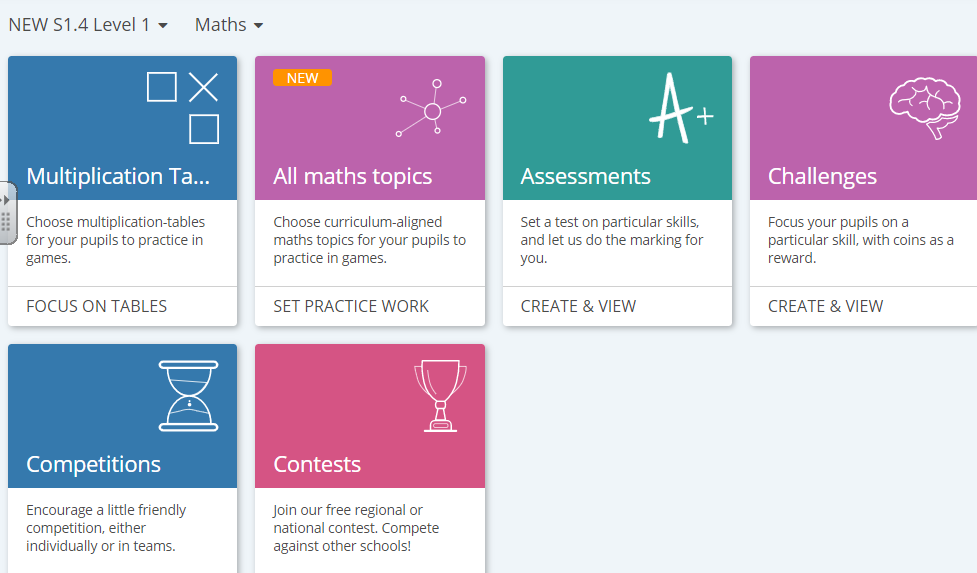 NEW S1.4 Level 1 Maths
Multiplication Ta...
Choose multiplication-tables
for your pupils to practice in
games.
FOCUS ON TABLES
NEW
All maths topics
Choose curriculum-aligned
maths topics for your pupils to
practice in games.
SET PRACTICE WORK
A+
Assessments
Set a test on particular skills,
and let us do the marking for
you.
CREATE & VIEW
Challenges
Focus your pupils on a
particular skill, with coins as a
reward.
CREATE & VIEW
Competitions
Encourage a little friendly
competition, either
individually or in teams.
Contests
Join our free regional or
national contest. Compete
against other schools!